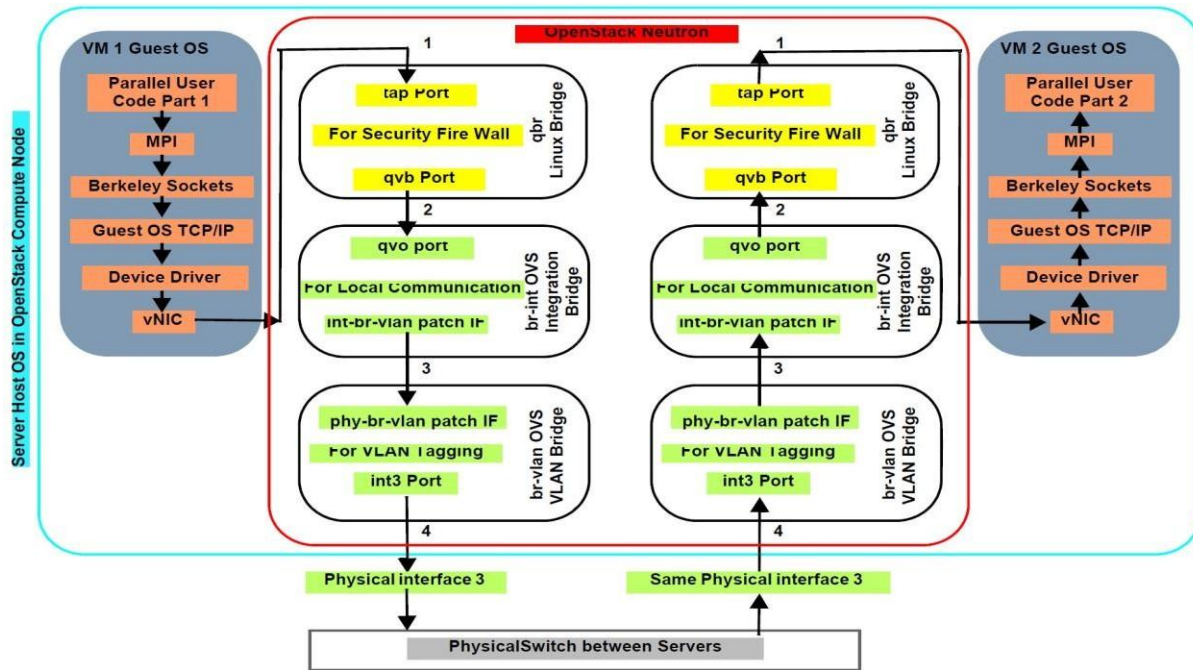 Server Host OS in OpenStack Compute Node
VM 1 Guest OS
Parallel User
Code Part 1
MPI
Berkeley Sockets
Guest OS TCP/IP
Device Driver
vNIC
OpenStack Neutron
1
tap Port
For Security Fire Wall
qvb Port
qbr
Linux Bridge
2
qvo port
For Local Communication
int-br-vlan patch IF
br-int OVS
Integration
Bridge
3
phy-br-vlan patch IF
For VLAN Tagging
int3 Port
br-vlan OVS
VLAN Bridge
4
Physical interface 3
1
tap Port
For Security Fire Wall
qvb Port
qbr
Linux Bridge
2
qvo port
For Local Communication
int-br-vlan patch IF
br-int OVS
Integration
Bridge
3
phy-br-vlan patch IF
For VLAN Tagging
int3 Port
br-vlan OVS
VLAN Bridge
4
Same Physical interface 3
VM 2 Guest OS
Parallel User
Code Part 2
MPI
Berkeley Sockets
Guest OS TCP/IP
Device Driver
vNIC
PhysicalSwitch between Servers